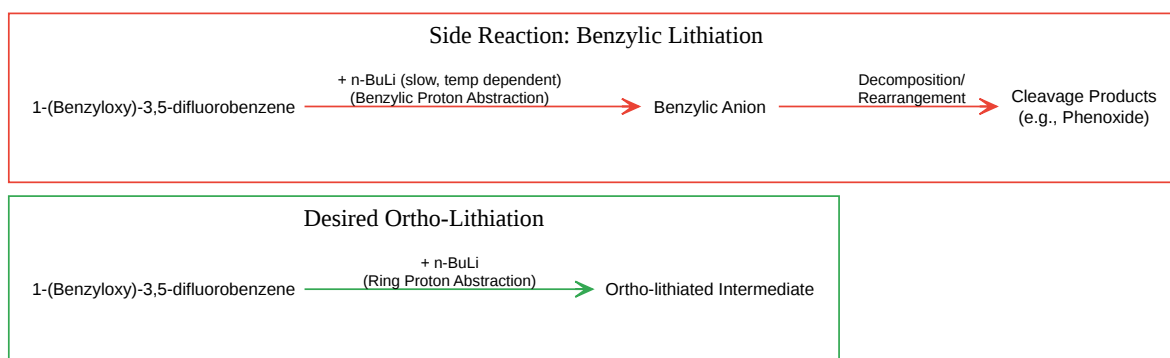 Side Reaction: Benzylic Lithiation
+ n-BuLi (slow, temp dependent)
(Benzylic Proton Abstraction)
Decomposition/
Rearrangement
1-(Benzyloxy)-3,5-difluorobenzene
Benzylic Anion
Cleavage Products
(e.g., Phenoxide)
Desired Ortho-Lithiation
+ n-BuLi
(Ring Proton Abstraction)
1-(Benzyloxy)-3,5-difluorobenzene
Ortho-lithiated Intermediate